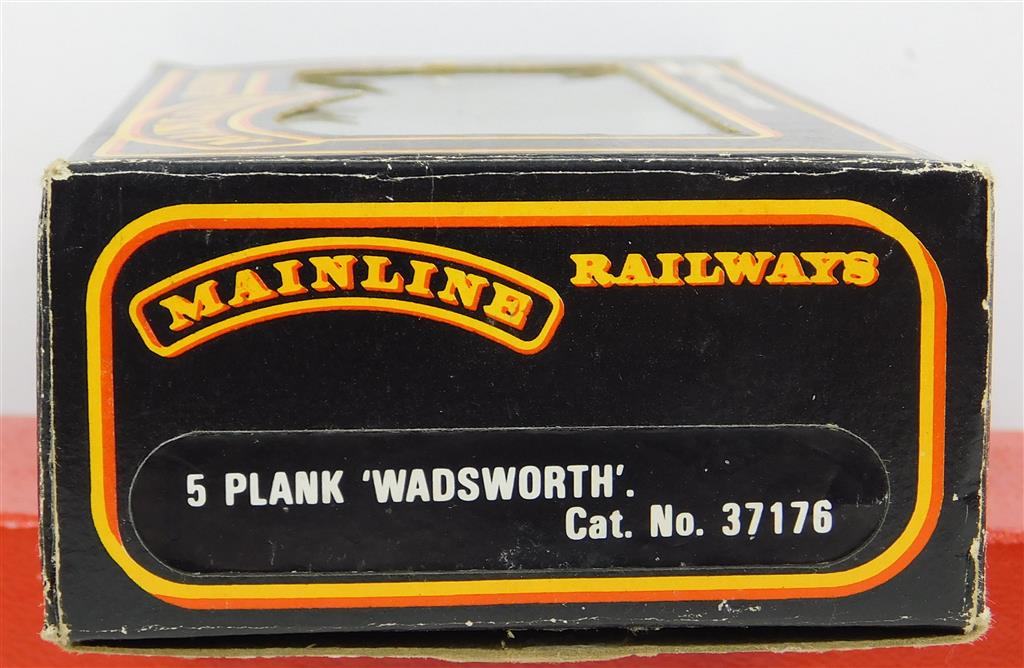 MAINLINE RAILWAYS
5 PLANK 'WADSWORTH'.
Cat. No. 37176